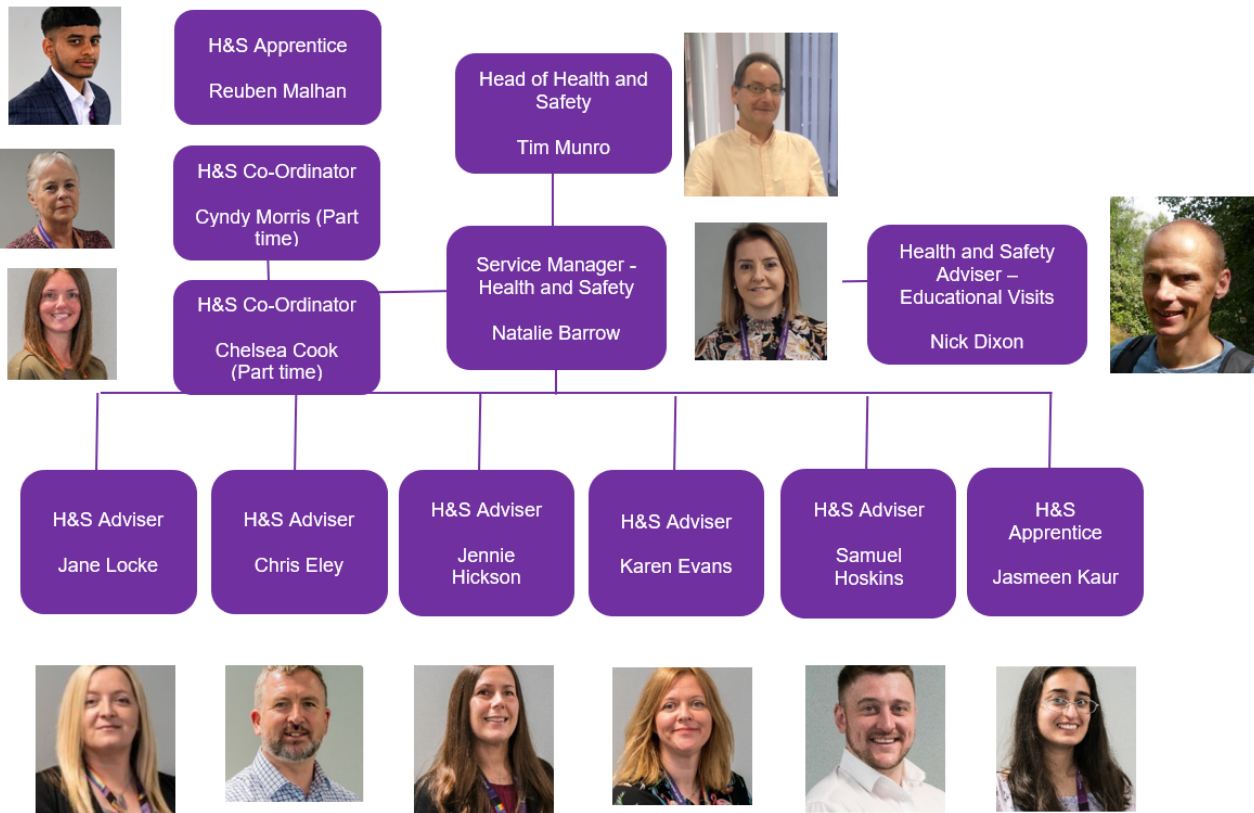 H&S Apprentice
Reuben Malhan
Head of Health and
Safety
Tim Munro
H&S Co-Ordinator
Cyndy Morris (Part
time)
Service Manager -
Health and Safety
Natalie Barrow
Health and Safety
Adviser –
Educational Visits
Nick Dixon
H&S Co-Ordinator
Chelsea Cook
(Part time)
H&S Adviser
Jane Locke
H&S Adviser
Chris Eley
H&S Adviser
Jennie
Hickson
H&S Adviser
Karen Evans
H&S Adviser
Samuel
Hoskins
H&S
Apprentice
Jasmeen Kaur